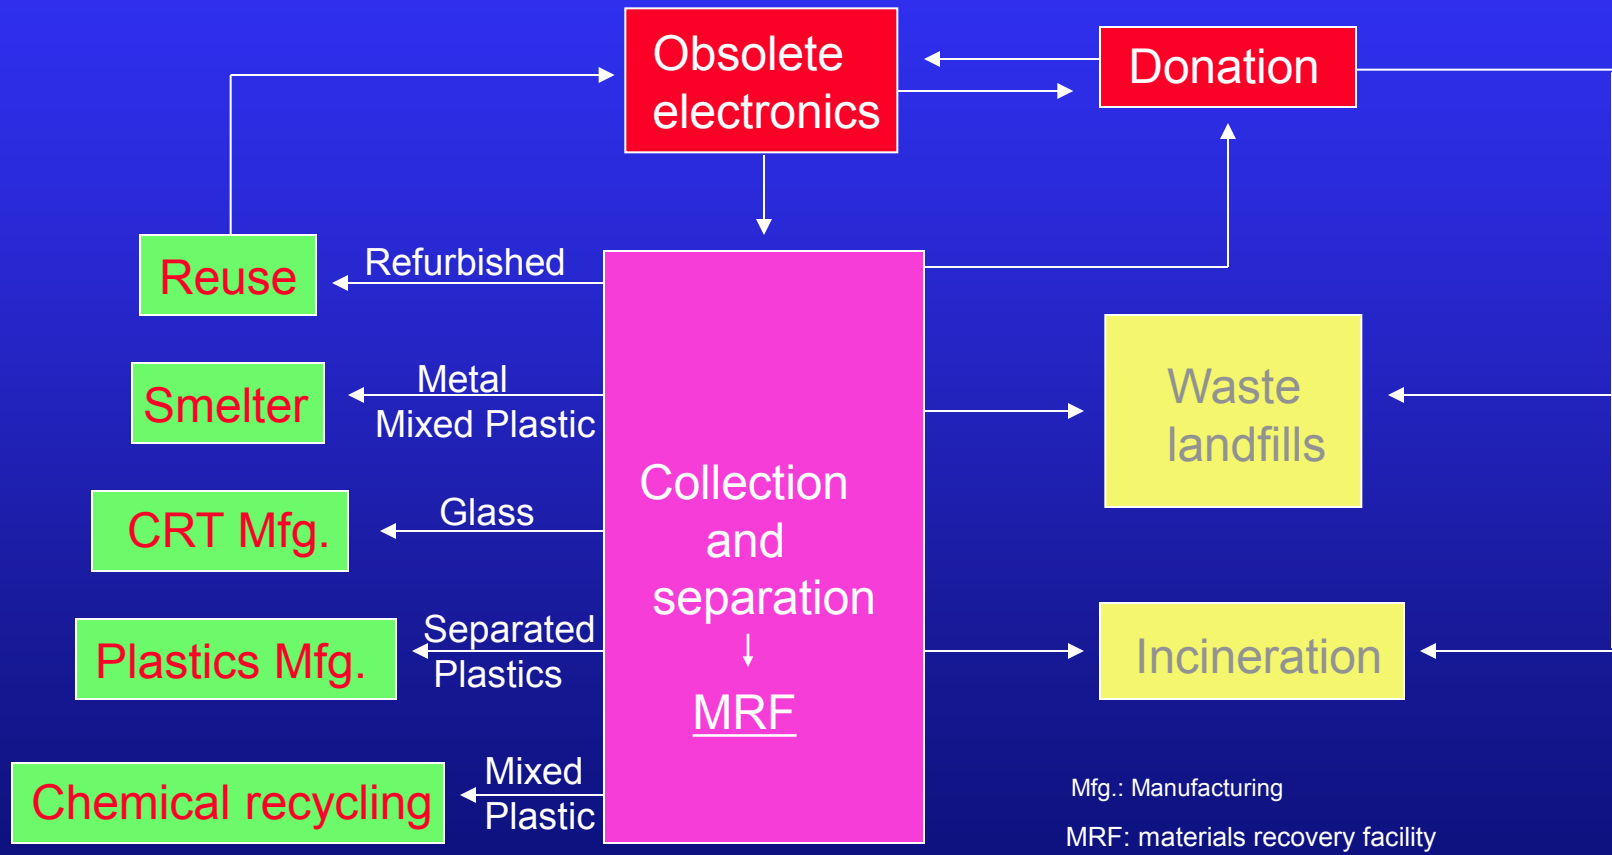 Obsolete
electronics
Donation
Reuse
Refurbished
Smelter
Metal
Mixed Plastic
CRT Mfg.
Glass
Plastics Mfg.
Separated
Plastics
Chemical recycling
Mixed
Plastic
Collection
and
separation
MRF
Waste
landfills
Incineration
Mfg.: Manufacturing
MRF: materials recovery facility